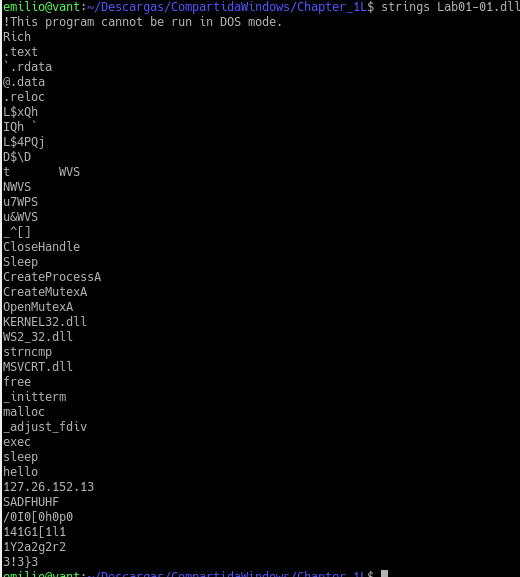 emilio@vant:~/Descargas/CompartidaWindows/Chapter_1L$ strings Lab01-01.dll
!This program cannot be run in DOS mode.
Rich
.text
`.rdata
@.data
.reloc
L$xQh
IQh `
L$4PQj
D$\D
t       WVS
NWVS
u7WPS
u&WVS
_^[]
CloseHandle
Sleep
CreateProcessA
CreateMutexA
OpenMutexA
KERNEL32.dll
WS2_32.dll
strncmp
MSVCRT.dll
free
_initterm
malloc
_adjust_fdiv
exec
sleep
hello
127.26.152.13
SADFHUHF
/0I0[0h0p0
141G1[1l1
1Y2a2g2r2
3!3}3
emilio@vant:~/Descargas/CompartidaWindows/Chapter_1L$